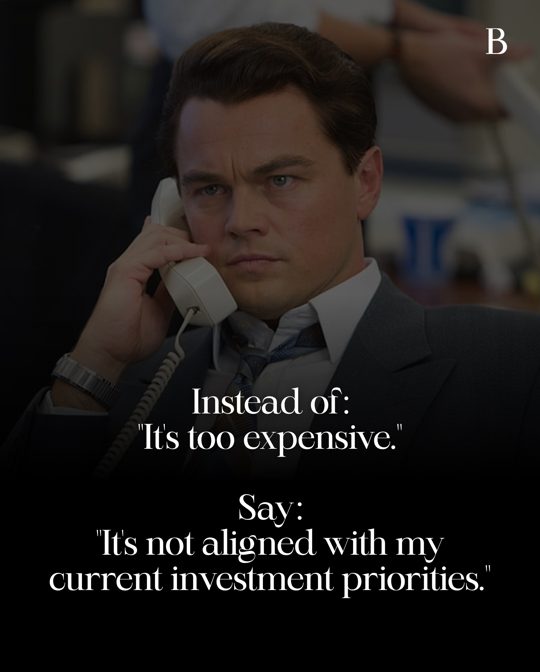 B
Instead of:
"It's too expensive."
Say:
"It's not aligned with my
current investment priorities."